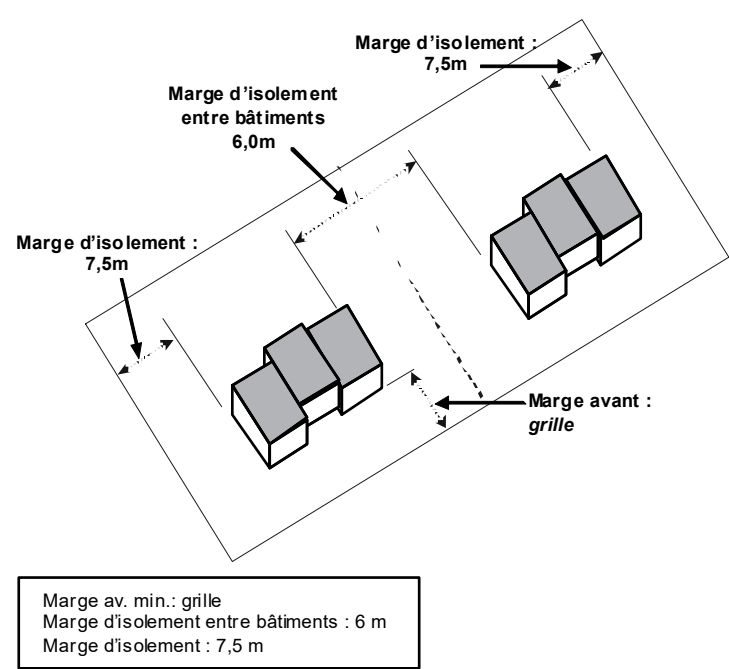 Marge d'isolement :
7,5m
Marge d'isolement
entre bâtiments
6,0m
Marge d'isolement :
7,5m
Marge avant :
grille
Marge av. min.: grille
Marge d'isolement entre bâtiments : 6 m
Marge d'isolement : 7,5 m